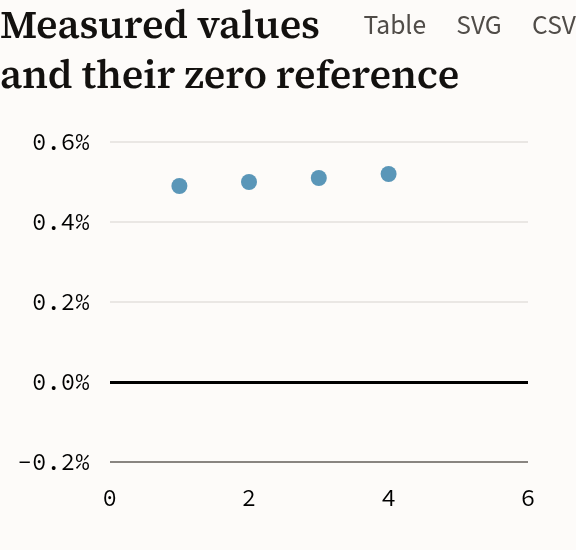 Measured values
and their zero reference
Table SVG CSV
0.6%
0.4%
0.2%
0.0%
−0.2%
0 2 4 6